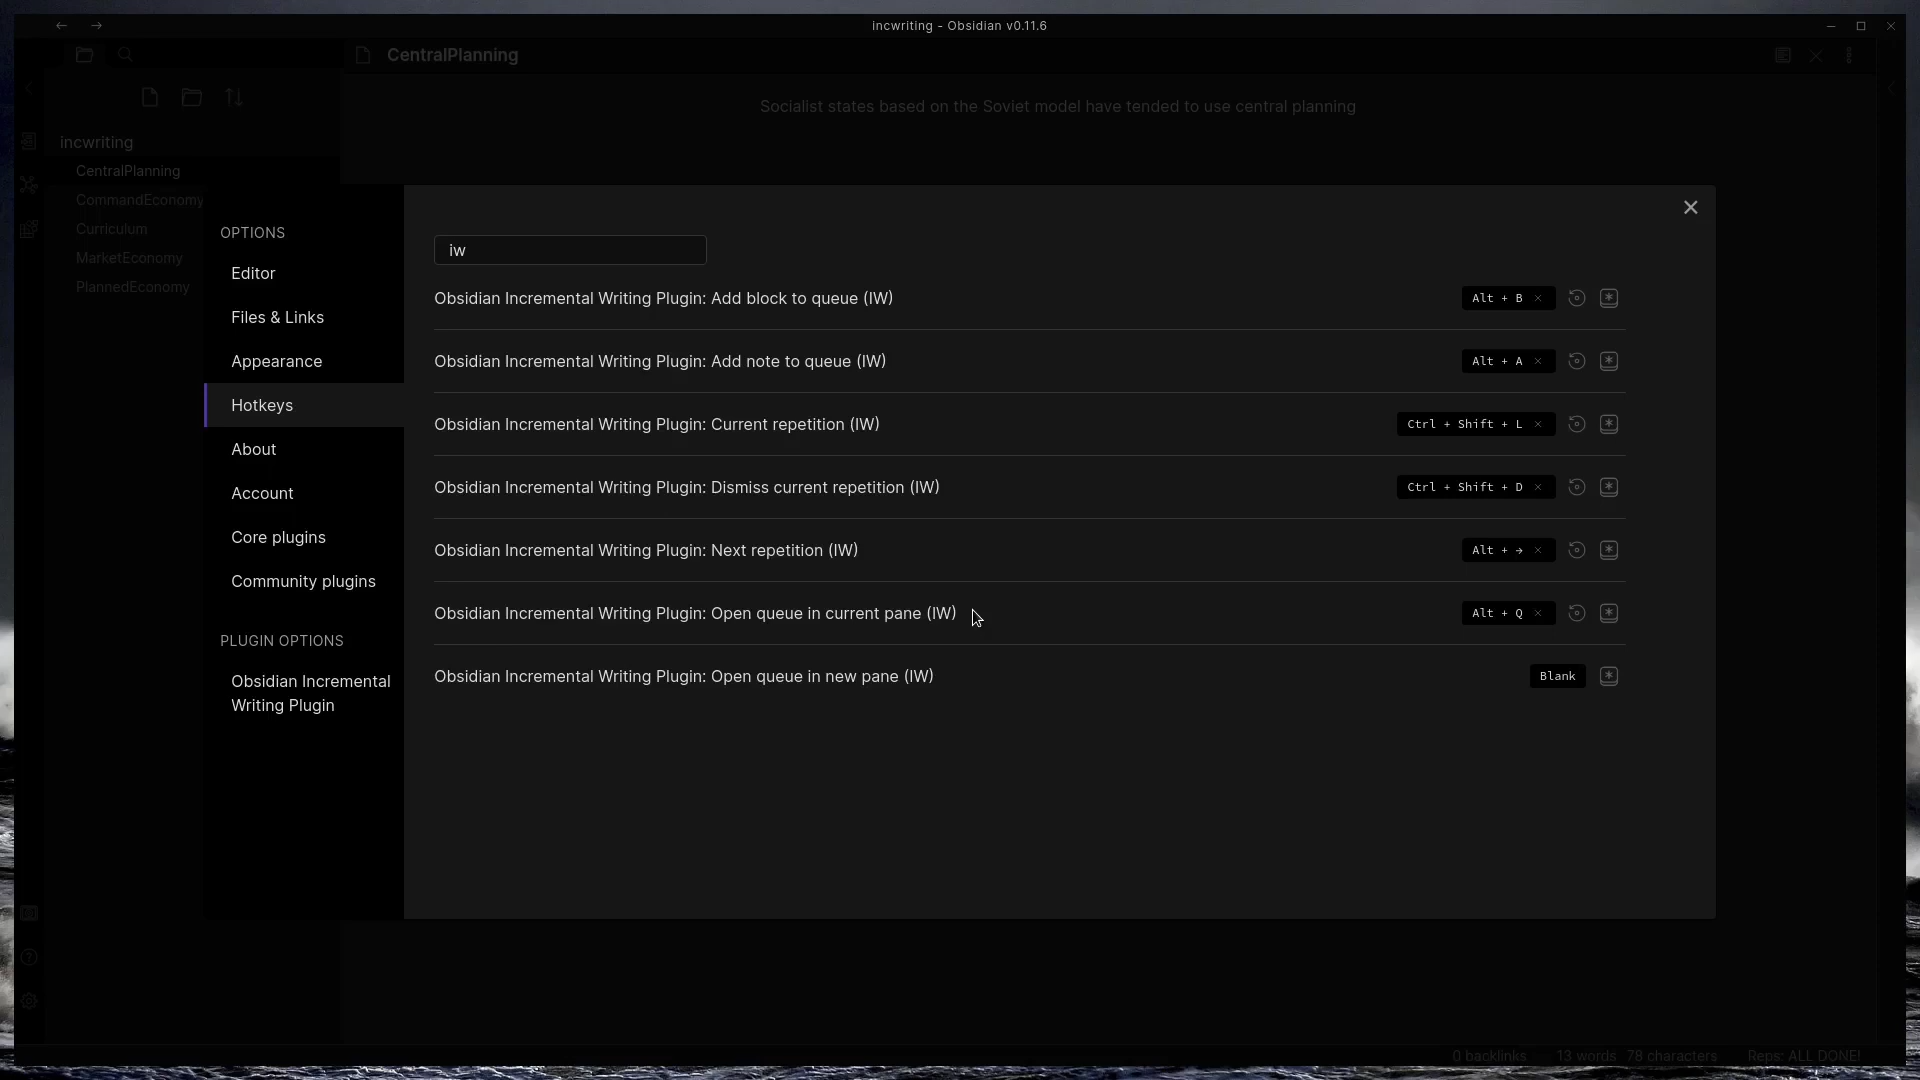 incwriting - Obsidian v0.11.6
CentralPlanning
Socialist states based on the Soviet model have tended to use central planning
incwriting
CentralPlanning
CommandEconomy
Curriculum
MarketEconomy
PlannedEconomy
OPTIONS
Editor
Files & Links
Appearance
Hotkeys
About
Account
Core plugins
Community plugins
PLUGIN OPTIONS
Obsidian Incremental
Writing Plugin
iw
Obsidian Incremental Writing Plugin: Add block to queue (IW) Alt + B
Obsidian Incremental Writing Plugin: Add note to queue (IW) Alt + A
Obsidian Incremental Writing Plugin: Current repetition (IW) Ctrl + Shift + L
Obsidian Incremental Writing Plugin: Dismiss current repetition (IW) Ctrl + Shift + D
Obsidian Incremental Writing Plugin: Next repetition (IW) Alt + →
Obsidian Incremental Writing Plugin: Open queue in current pane (IW) Alt + Q
Obsidian Incremental Writing Plugin: Open queue in new pane (IW) Blank
0 backlinks 13 words 78 characters Reps: ALL DONE!